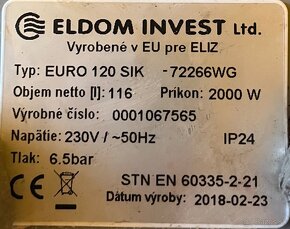 ELDOM INVEST Ltd.
Vyrobené v EU pre ELIZ
Typ: EURO 120 SIK -72266WG
Objem netto [l]: 116 Príkon: 2000 W
Výrobné číslo: 0001067565
Napätie: 230V / ~50Hz IP24
Tlak: 6.5bar
CE
STN EN 60335-2-21
Dátum výroby: 2018-02-23